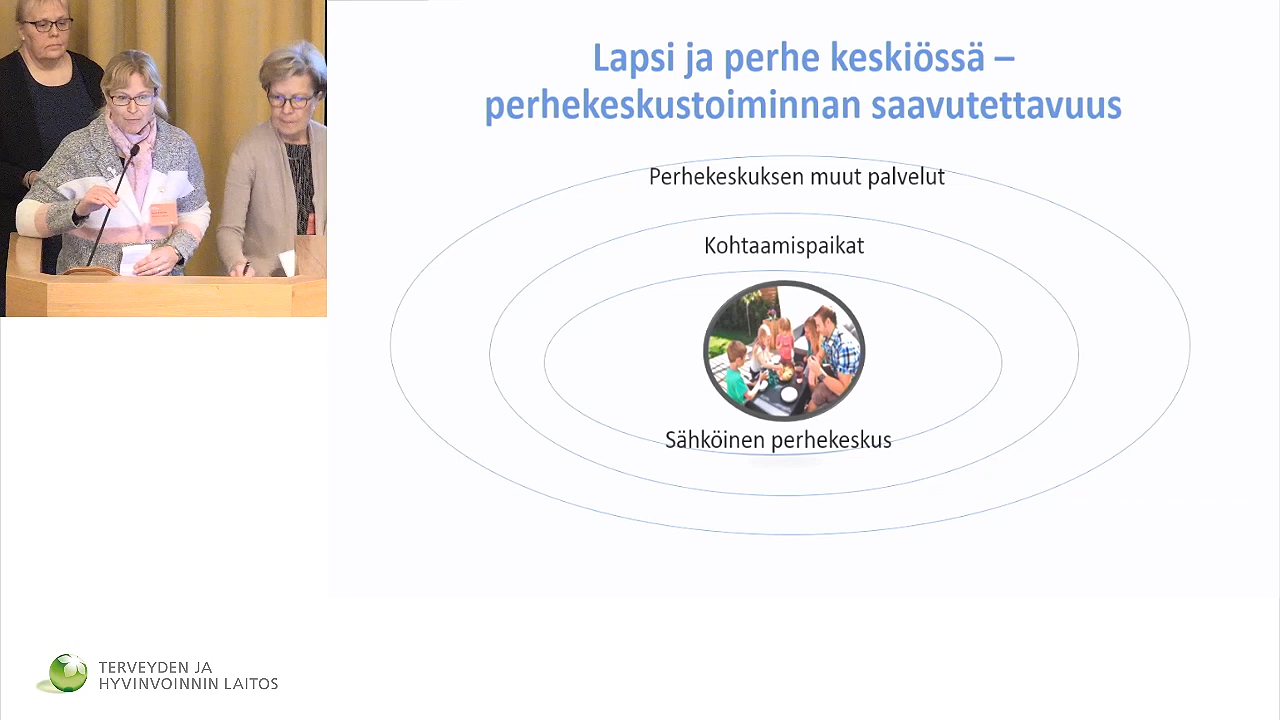 Lapsi ja perhe keskiössä –
perhekeskustoiminnan saavutettavuus
Perhekeskuksen muut palvelut
Kohtaamispaikat
Sähköinen perhekeskus
TERVEYDEN JA
HYVINVOINNIN LAITOS